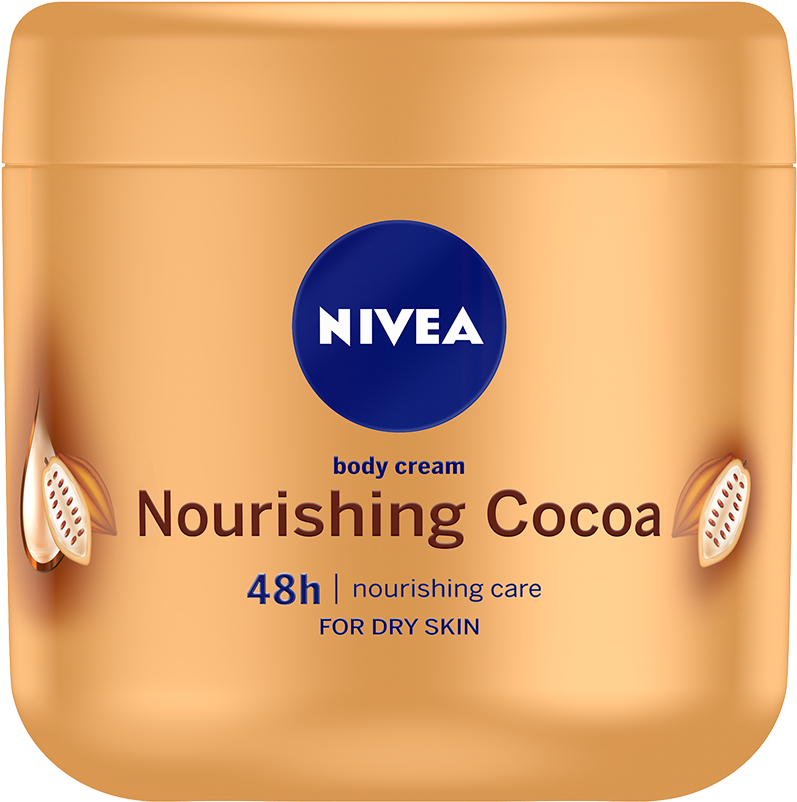 NIVEA
body cream
Nourishing Cocoa
48h | nourishing care
FOR DRY SKIN